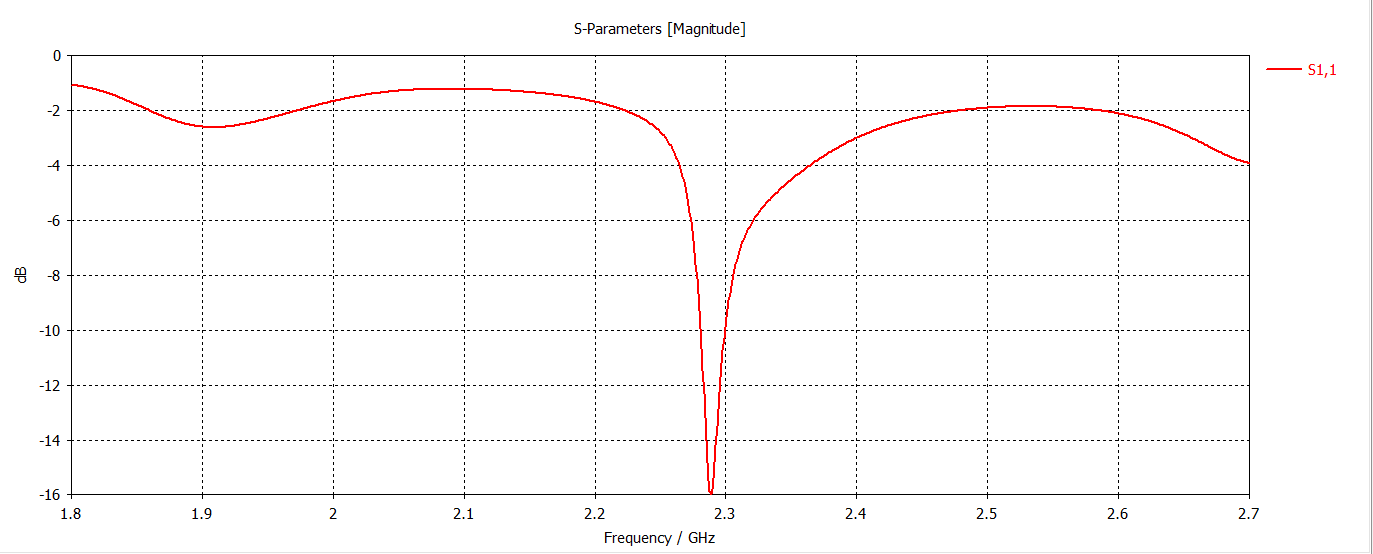 S-Parameters [Magnitude]
S1,1
0
-2
-4
-6
-8
-10
-12
-14
-16
dB
1.8 1.9 2 2.1 2.2 2.3 2.4 2.5 2.6 2.7
Frequency / GHz